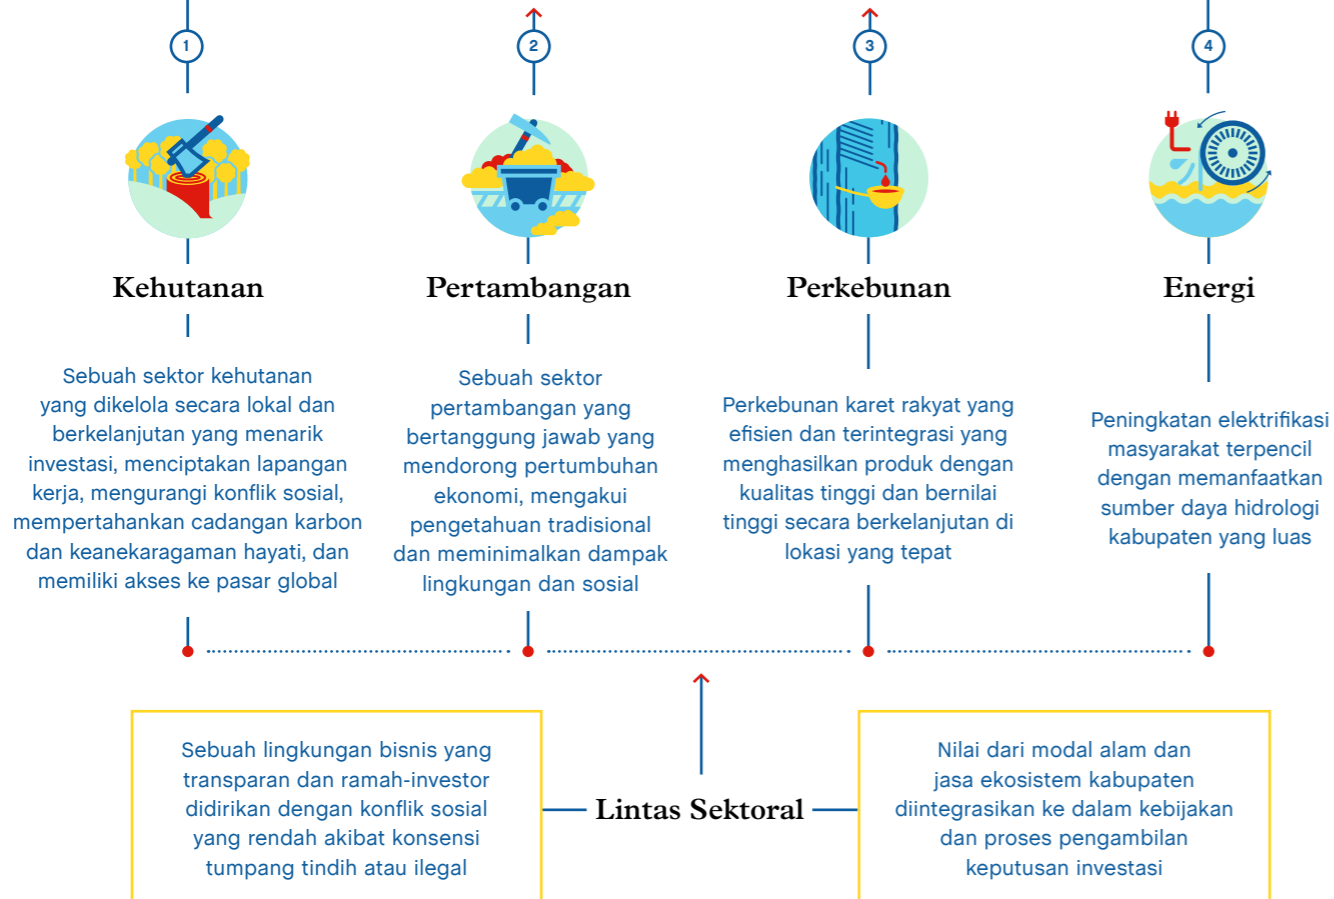 1
2
3
4
Kehutanan
Sebuah sektor kehutanan
yang dikelola secara lokal dan
berkelanjutan yang menarik
investasi, menciptakan lapangan
kerja, mengurangi konflik sosial,
mempertahankan cadangan karbon
dan keanekaragaman hayati, dan
memiliki akses ke pasar global
Pertambangan
Sebuah sektor
pertambangan yang
bertanggung jawab yang
mendorong pertumbuhan
ekonomi, mengakui
pengetahuan tradisional
dan meminimalkan dampak
lingkungan dan sosial
Perkebunan
Perkebunan karet rakyat yang
efisien dan terintegrasi yang
menghasilkan produk dengan
kualitas tinggi dan bernilai
tinggi secara berkelanjutan di
lokasi yang tepat
Energi
Peningkatan elektrifikasi
masyarakat terpencil
dengan memanfaatkan
sumber daya hidrologi
kabupaten yang luas
Sebuah lingkungan bisnis yang
transparan dan ramah-investor
didirikan dengan konflik sosial
yang rendah akibat konsensi
tumpang tindih atau ilegal
Lintas Sektoral
Nilai dari modal alam dan
jasa ekosistem kabupaten
diintegrasikan ke dalam kebijakan
dan proses pengambilan
keputusan investasi